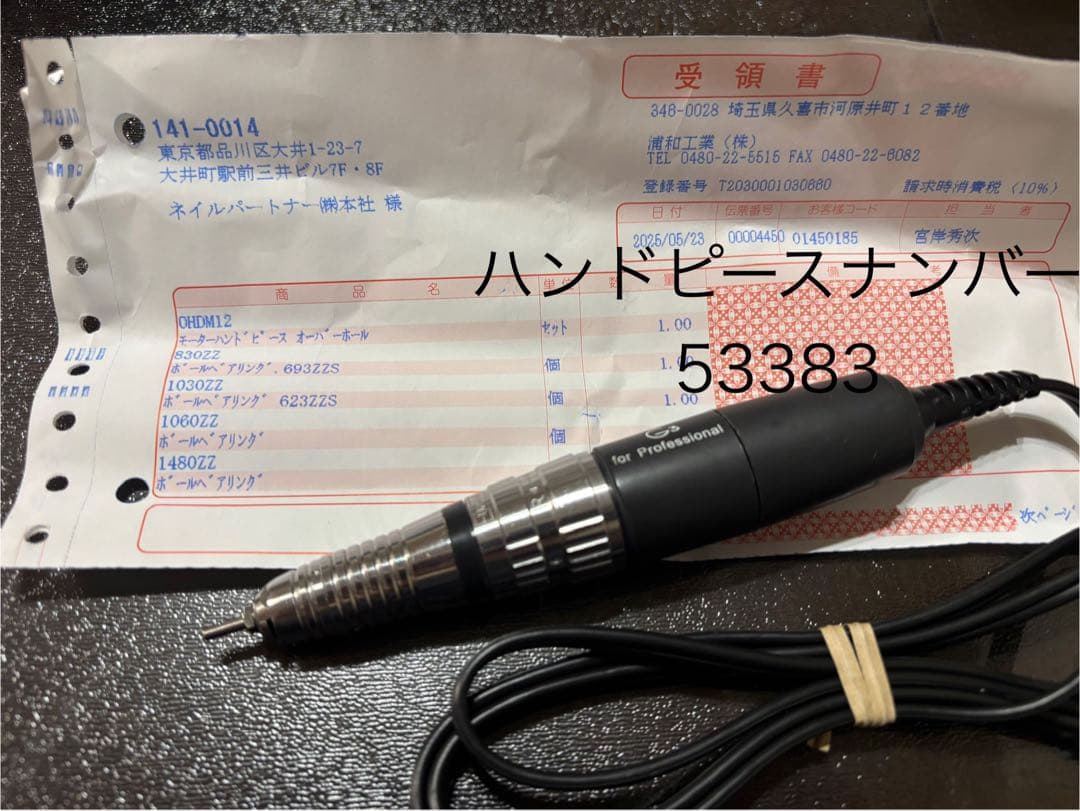 受領書
141-0014
東京都品川区大井1-23-7
大井町駅前三井ビル7F・8F
ネイルパートナー㈱本社 様
346-0028 埼玉県久喜市河原井町12番地
浦和工業(株)
TEL 0480-22-5515 FAX 0480-22-6082
登録番号 T2030001030880 請求時消費税〈10%〉
日付 伝票番号 お客様コード 担当者
2025/05/23 00004450 01450185 宮岸秀次
ハンドピースナンバー
53383
商品名 単位 数量 備考
OHDM12
モーターハンドピース オーバーホール セット 1.00
830ZZ
ボールベアリング.693ZZS 個 1.00
1030ZZ
ボールベアリング 623ZZS 個 1.00
1060ZZ
ボールベアリング 個
1480ZZ
ボールベアリング
次ページ
for Professional